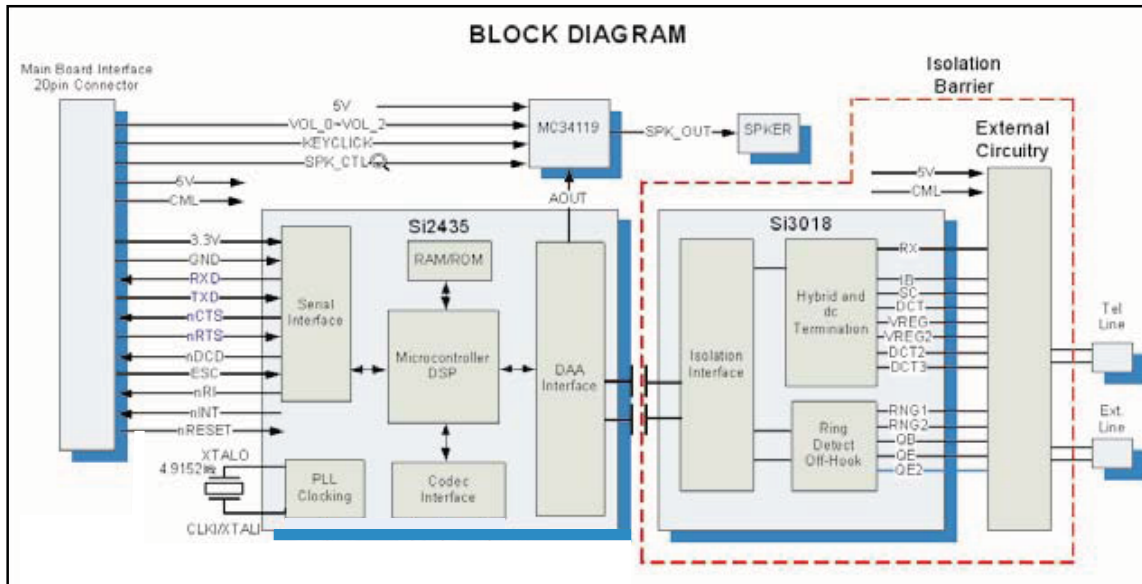 BLOCK DIAGRAM
Main Board Interface
20pin Connector
Isolation
Barrier
5V
VOL_0~VOL_2
KEYCLICK
SPK_CTL
MC34119
SPK_OUT
SPKER
External
Circuitry
5V
CML
5V
CML
AOUT
Si2435
Si3018
3.3V
GND
RXD
TXD
nCTS
nRTS
nDCD
ESC
nRI
nINT
nRESET
Serial
Interface
RAM/ROM
Microcontroller
DSP
DAA
Interface
Isolation
Interface
Hybrid and
dc
Termination
RX
IB
SC
DCT
VREG
VREG2
DCT2
DCT3
Tel
Line
Ring
Detect
Off-Hook
RNG1
RNG2
QB
QE
QE2
Ext.
Line
XTALO
4.9152
CLKI/XTALI
PLL
Clocking
Codec
Interface